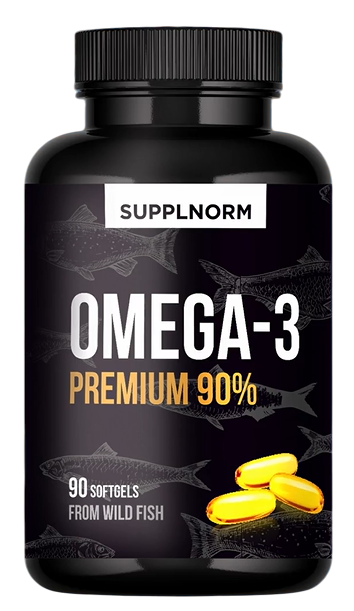 SUPPLNORM
OMEGA-3
PREMIUM 90%
90 SOFTGELS
FROM WILD FISH